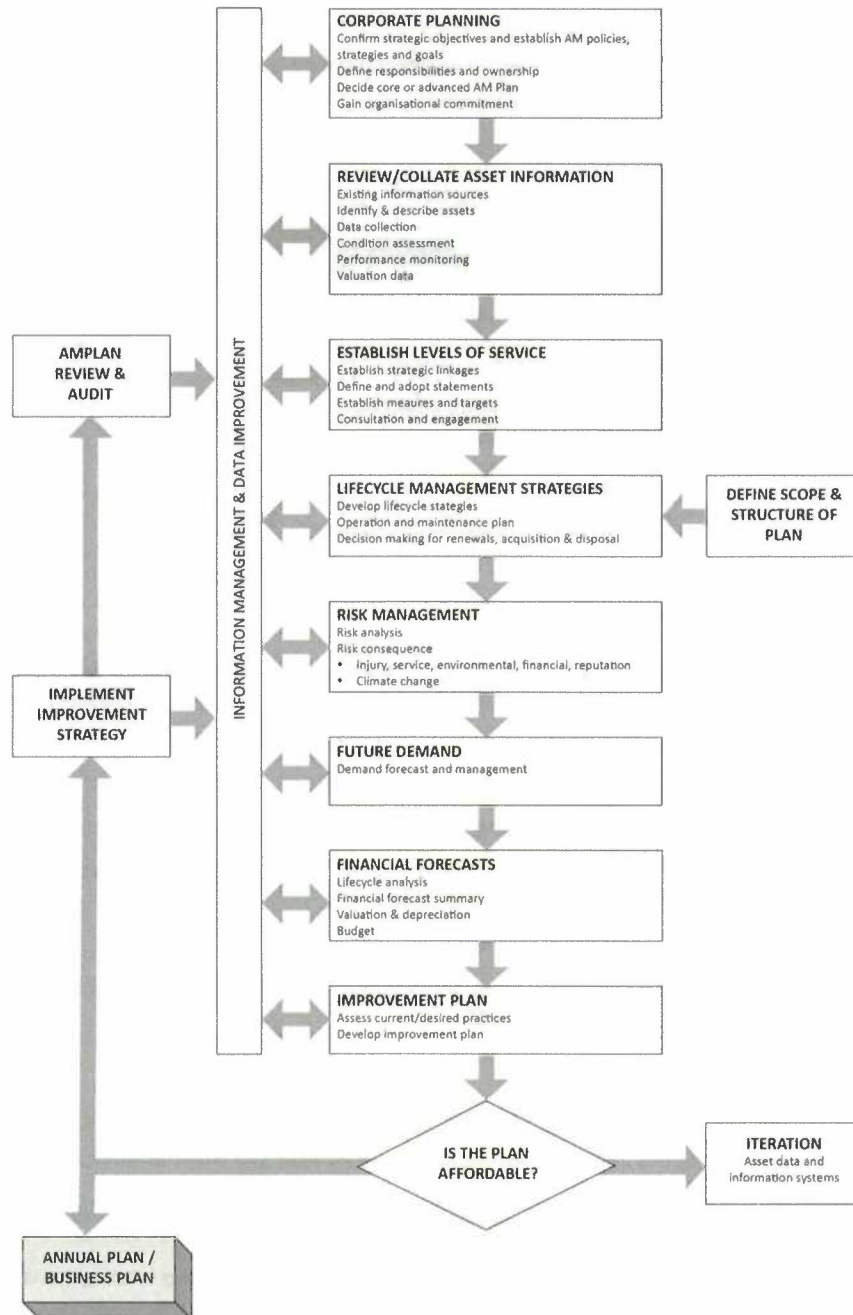 CORPORATE PLANNING
Confirm strategic objectives and establish AM policies,
strategies and goals
Define responsibilities and ownership
Decide core or advanced AM Plan
Gain organisational commitment
REVIEW/COLLATE ASSET INFORMATION
Existing information sources
Identify & describe assets
Data collection
Condition assessment
Performance monitoring
Valuation data
AMPLAN
REVIEW &
AUDIT
INFORMATION MANAGEMENT & DATA IMPROVEMENT
ESTABLISH LEVELS OF SERVICE
Establish strategic linkages
Define and adopt statements
Establish measures and targets
Consultation and engagement
LIFECYCLE MANAGEMENT STRATEGIES
Develop lifecycle stategies
Operation and maintenance plan
Decision making for renewals, acquisition & disposal
DEFINE SCOPE &
STRUCTURE OF
PLAN
RISK MANAGEMENT
Risk analysis
Risk consequence
• Injury, service, environmental, financial, reputation
• Climate change
IMPLEMENT
IMPROVEMENT
STRATEGY
FUTURE DEMAND
Demand forecast and management
FINANCIAL FORECASTS
Lifecycle analysis
Financial forecast summary
Valuation & depreciation
Budget
IMPROVEMENT PLAN
Assess current/desired practices
Develop improvement plan
IS THE PLAN
AFFORDABLE?
ITERATION
Asset data and
information systems
ANNUAL PLAN /
BUSINESS PLAN